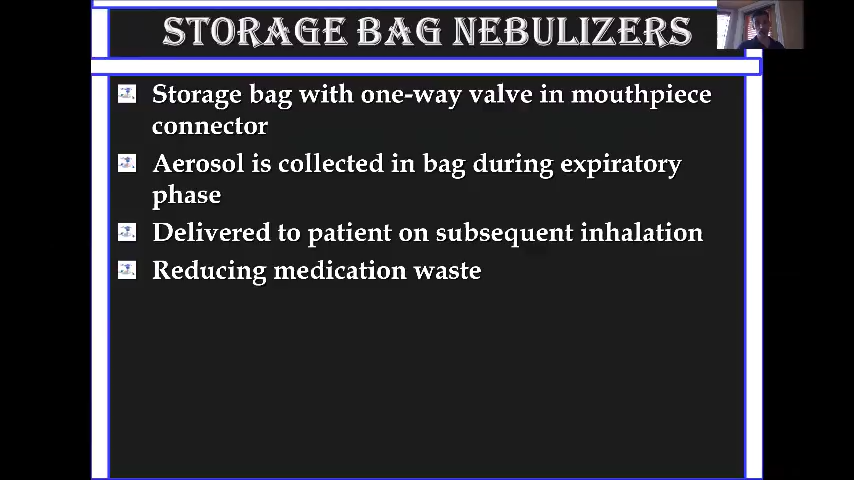 STORAGE BAG NEBULIZERS
Storage bag with one-way valve in mouthpiece
connector
Aerosol is collected in bag during expiratory
phase
Delivered to patient on subsequent inhalation
Reducing medication waste